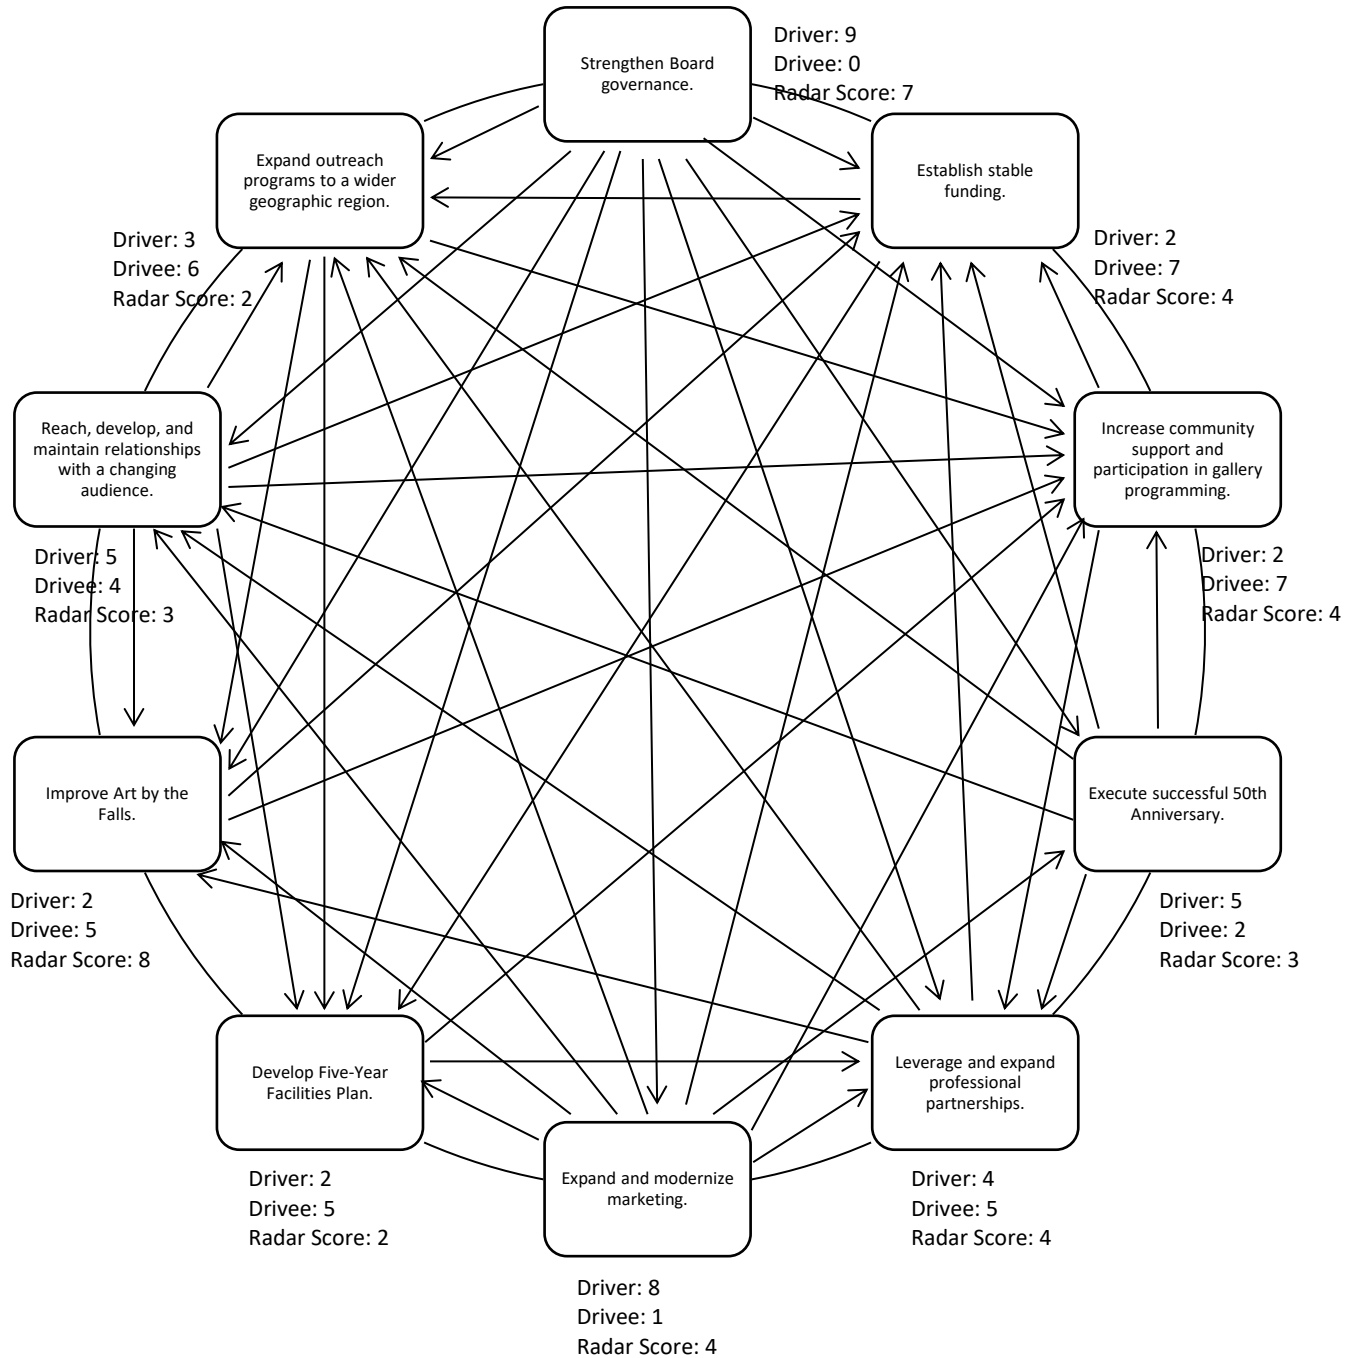 Strengthen Board
governance.
Driver: 9
Drivee: 0
Radar Score: 7
Expand outreach
programs to a wider
geographic region.
Driver: 3
Drivee: 6
Radar Score: 2
Establish stable
funding.
Driver: 2
Drivee: 7
Radar Score: 4
Reach, develop, and
maintain relationships
with a changing
audience.
Driver: 5
Drivee: 4
Radar Score: 3
Increase community
support and
participation in gallery
programming.
Driver: 2
Drivee: 7
Radar Score: 4
Improve Art by the
Falls.
Driver: 2
Drivee: 5
Radar Score: 8
Execute successful 50th
Anniversary.
Driver: 5
Drivee: 2
Radar Score: 3
Develop Five-Year
Facilities Plan.
Driver: 2
Drivee: 5
Radar Score: 2
Leverage and expand
professional
partnerships.
Driver: 4
Drivee: 5
Radar Score: 4
Expand and modernize
marketing.
Driver: 8
Drivee: 1
Radar Score: 4